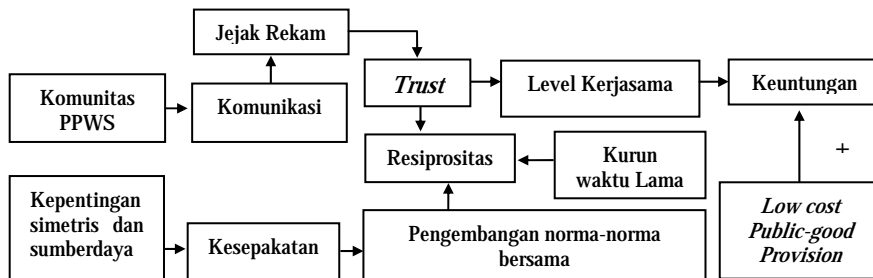 Jejak Rekam
Komunitas
PPWS
Komunikasi
Trust
Level Kerjasama
Keuntungan
Resiprositas
Kurun
waktu Lama
+
Kepentingan
simetris dan
sumberdaya
Kesepakatan
Pengembangan norma-norma
bersama
Low cost
Public-good
Provision